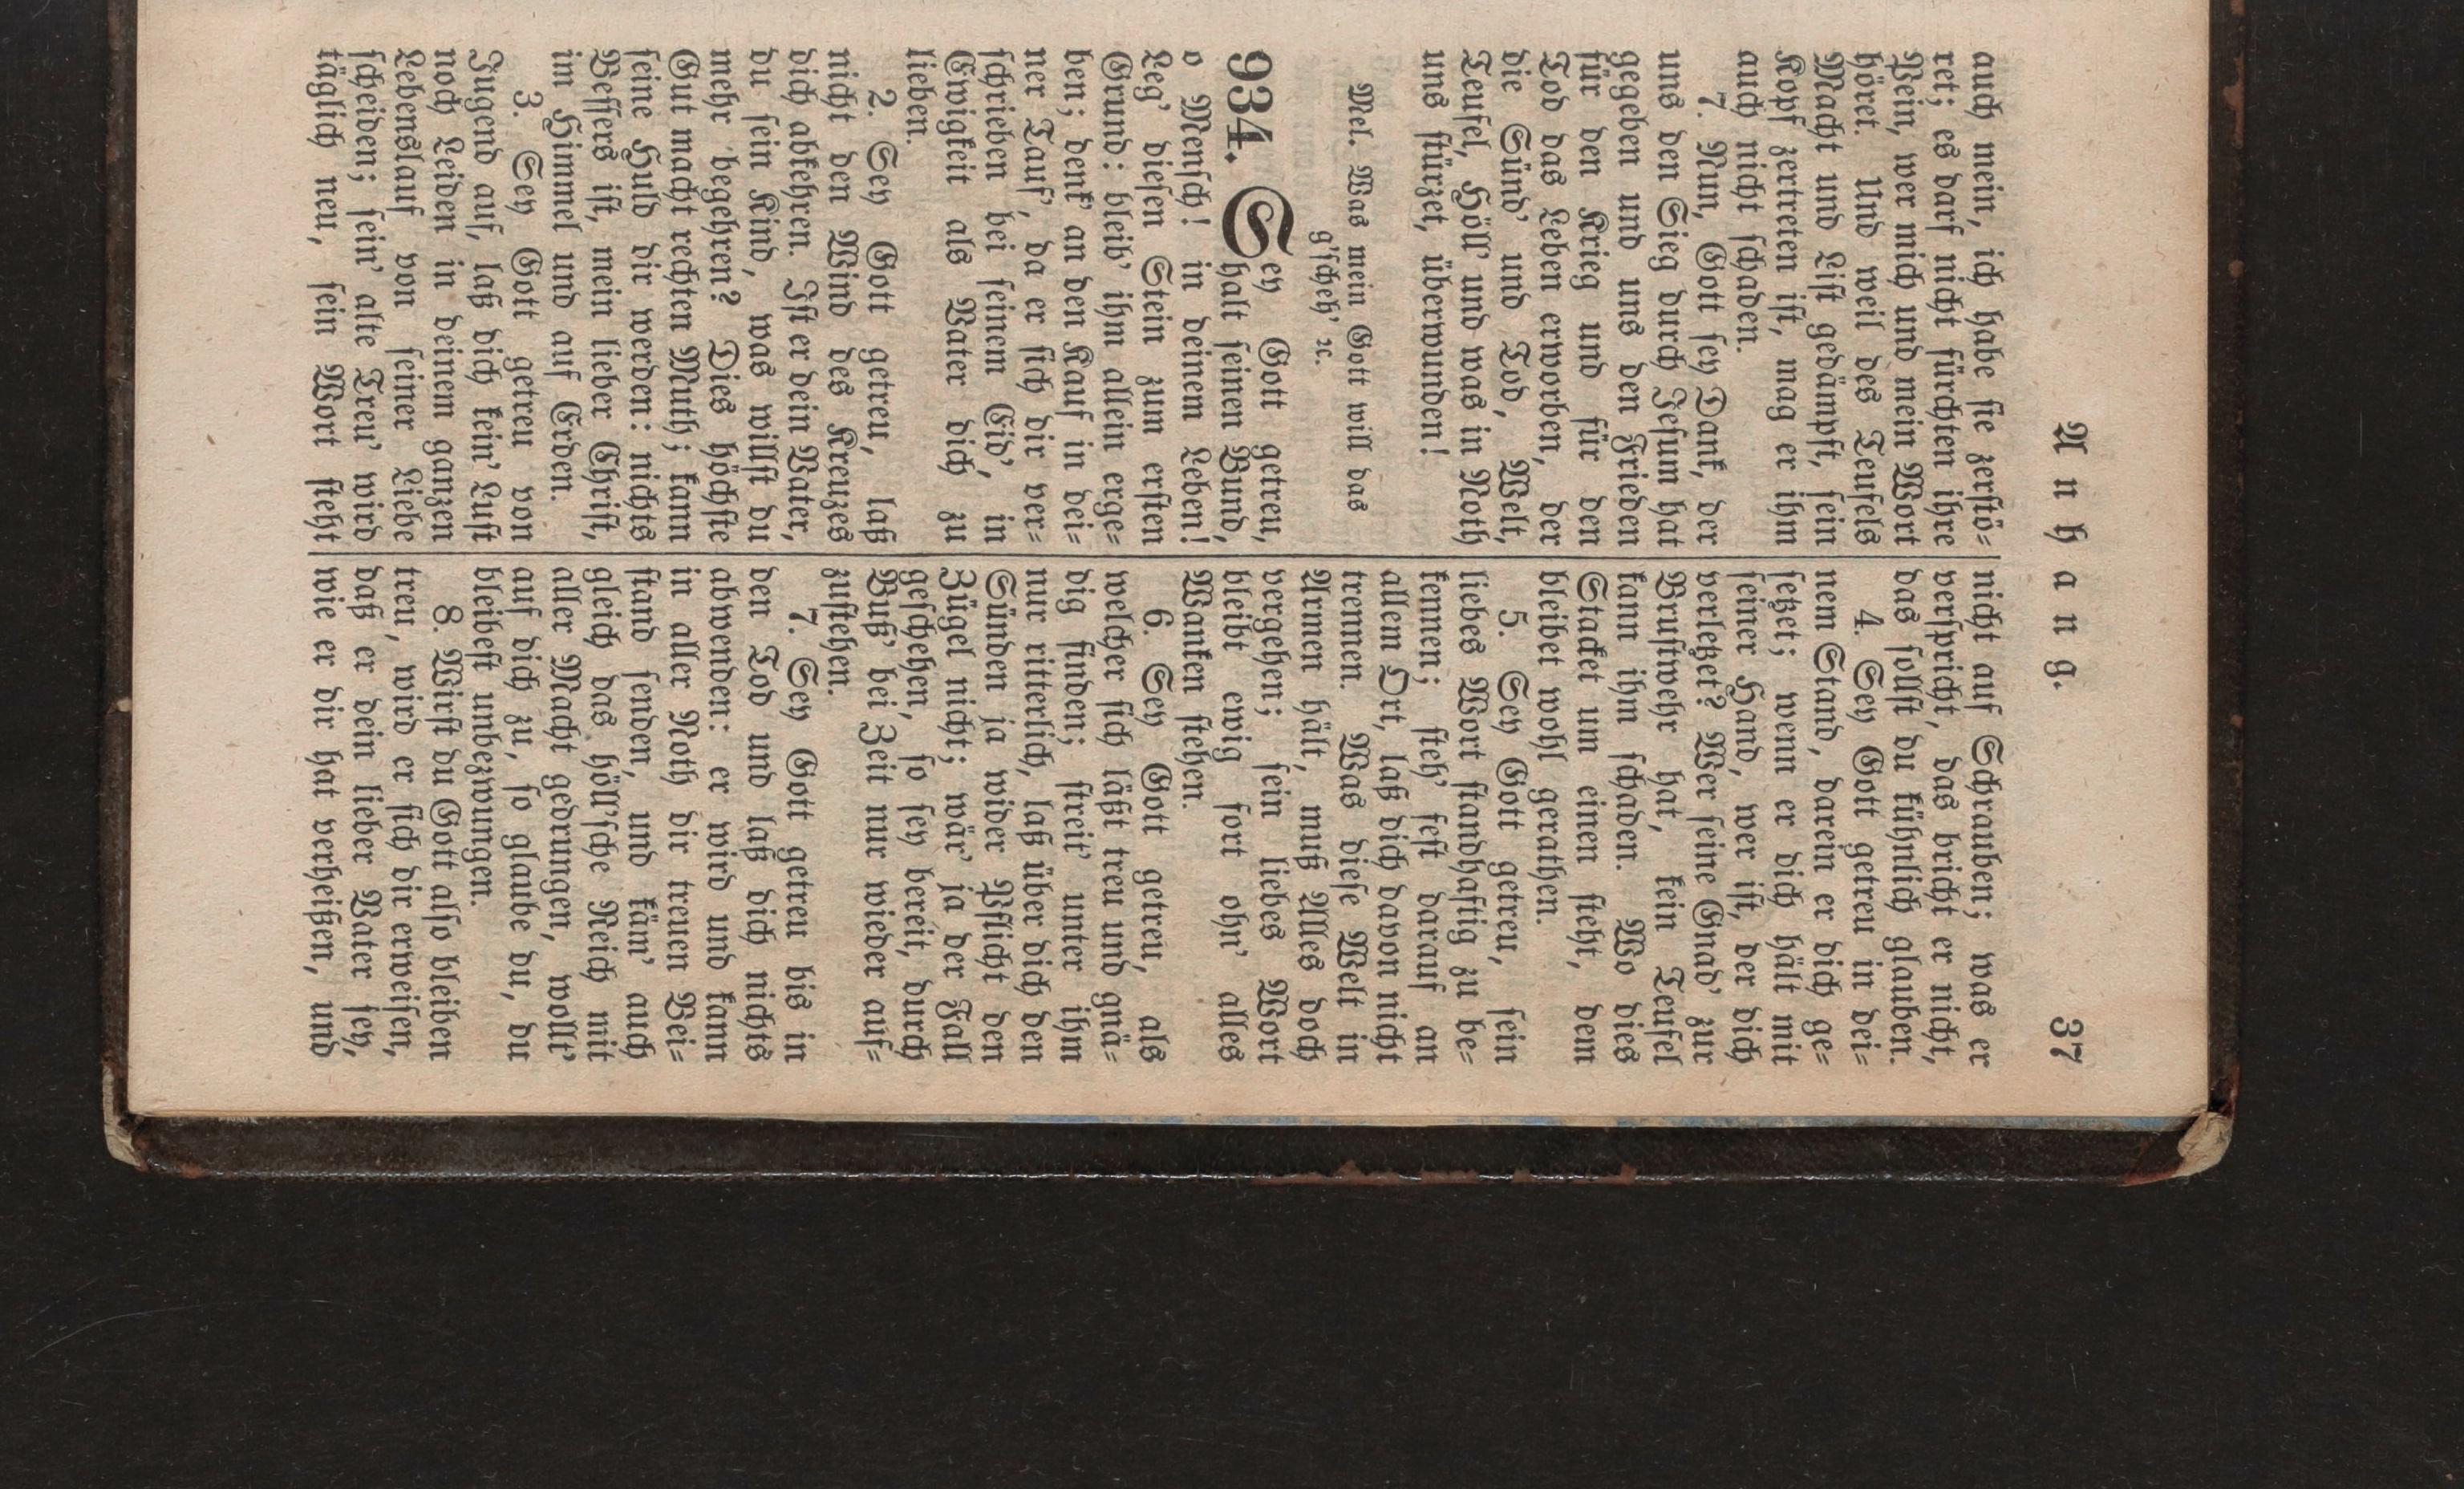 Anhang. 37
auch mein, ich habe sie zerstö=
ret; es darf nicht fürchten ihre
Pein, wer mich und mein Wort
höret. Und weil des Teufels
Macht und List gedämpft, sein
Kopf zertreten ist, mag er ihm
auch nicht schaden.
7. Nun, Gott sey Dank, der
uns den Sieg durch Jesum hat
gegeben und uns den Frieden
für den Krieg und für den
Tod das Leben erworben, der
die Sünd' und Tod, Welt,
Teufel, Höll' und was in Noth
uns stürzet, überwunden!
Mel. Was mein Gott will das
g'scheh' ꝛc.
934. Sey Gott getreu,
halt seinen Bund,
o Mensch! in deinem Leben!
Leg' diesen Stein zum ersten
Grund: bleib' ihm allein erge=
ben; denk' an den Kauf in dei=
ner Tauf', da er sich dir ver=
schrieben bei seinem Eid', in
Ewigkeit als Vater dich zu
lieben.
2. Sey Gott getreu, laß
nicht den Wind des Kreuzes
dich abkehren. Ist er dein Vater,
du sein Kind, was willst du
mehr begehren? Dies höchste
Gut macht rechten Muth; kann
seine Huld dir werden: nichts
Bessers ist, mein lieber Christ,
im Himmel und auf Erden.
3. Sey Gott getreu von
Jugend auf, laß dich kein' Lust
noch Leiden in deinem ganzen
Lebenslauf von seiner Liebe
scheiden; sein' alte Treu' wird
täglich neu, sein Wort steht
nicht auf Schrauben; was er
verspricht, das bricht er nicht,
das sollst du kühnlich glauben.
4. Sey Gott getreu in dei=
nem Stand, darein er dich ge=
setzet; wenn er dich hält mit
seiner Hand, wer ist, der dich
verletzet? Wer seine Gnad' zur
Brustwehr hat, kein Teufel
kann ihm schaden. Wo dies
Staket um einen steht, dem
bleibet wohl gerathen.
5. Sey Gott getreu, sein
liebes Wort standhaftig zu be=
kennen; steh' fest darauf an
allem Ort, laß dich davon nicht
trennen. Was diese Welt in
Armen hält, muß Alles doch
vergehen; sein liebes Wort
bleibt ewig fort ohn' alles
Wanken stehen.
6. Sey Gott getreu, als
welcher sich läßt treu und gnä=
dig finden; streit' unter ihm
nur ritterlich, laß über dich den
Sünden ja wider Pflicht den
Zügel nicht; wär' ja der Fall
geschehen, so sey bereit, durch
Buß' bei Zeit nur wieder auf=
zustehen.
7. Sey Gott getreu bis in
den Tod und laß dich nichts
abwenden: er wird und kann
in aller Noth dir treuen Bei=
stand senden, und käm' auch
gleich das höll'sche Reich mit
aller Macht gedrungen, wollt'
auf dich zu, so glaube du, du
bleibest unbezwungen.
8. Wirst du Gott also bleiben
treu, wird er sich dir erweisen,
daß er dein lieber Vater sey,
wie er dir hat verheißen, und